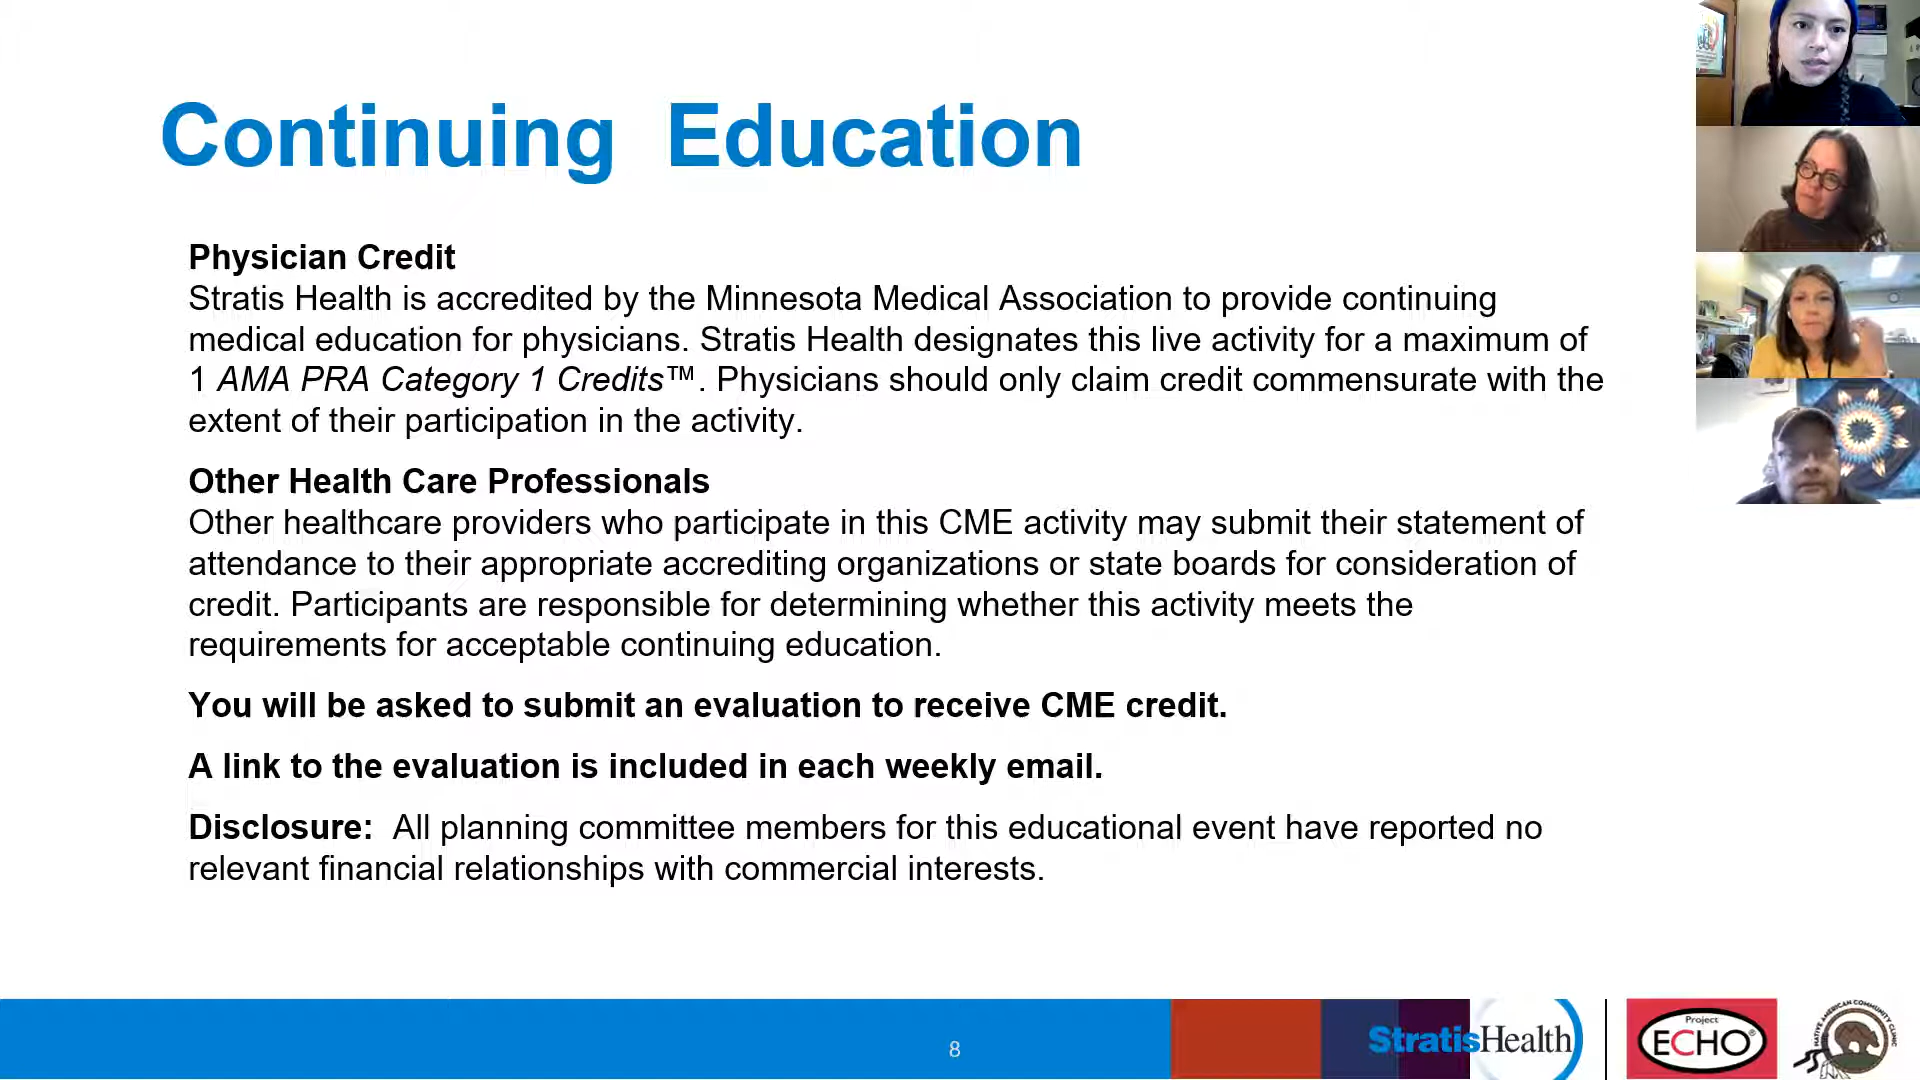 Continuing Education
Physician Credit
Stratis Health is accredited by the Minnesota Medical Association to provide continuing
medical education for physicians. Stratis Health designates this live activity for a maximum of
1 AMA PRA Category 1 Credits™. Physicians should only claim credit commensurate with the
extent of their participation in the activity.
Other Health Care Professionals
Other healthcare providers who participate in this CME activity may submit their statement of
attendance to their appropriate accrediting organizations or state boards for consideration of
credit. Participants are responsible for determining whether this activity meets the
requirements for acceptable continuing education.
You will be asked to submit an evaluation to receive CME credit.
A link to the evaluation is included in each weekly email.
Disclosure: All planning committee members for this educational event have reported no
relevant financial relationships with commercial interests.
8
StratisHealth
Project
ECHO®
NATIVE AMERICAN COMMUNITY CLINIC